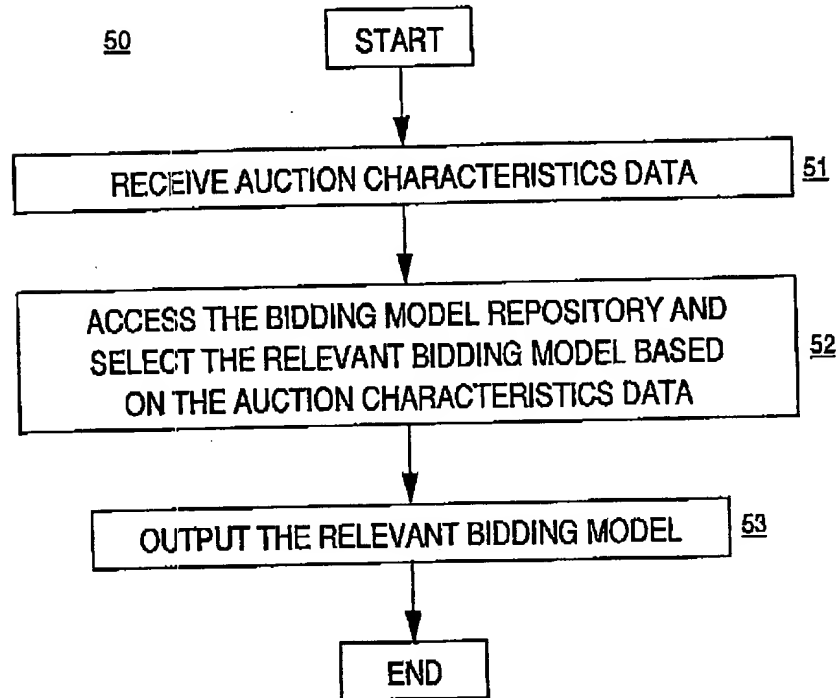 50
START
RECEIVE AUCTION CHARACTERISTICS DATA
51
ACCESS THE BIDDING MODEL REPOSITORY AND
SELECT THE RELEVANT BIDDING MODEL BASED
ON THE AUCTION CHARACTERISTICS DATA
52
OUTPUT THE RELEVANT BIDDING MODEL
53
END